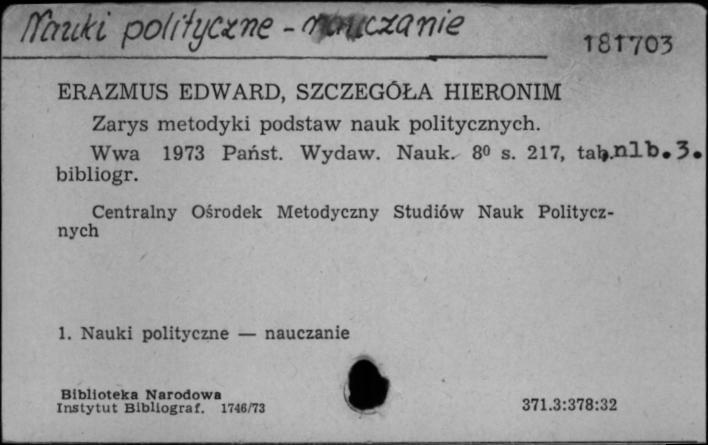 Nauki polityczne - nauczanie
181703
ERAZMUS EDWARD, SZCZEGÓŁA HIERONIM
Zarys metodyki podstaw nauk politycznych.
Wwa 1973 Państ. Wydaw. Nauk. 8⁰ s. 217, tab. nlb. 3.
bibliogr.
Centralny Ośrodek Metodyczny Studiów Nauk Politycz-
nych
1. Nauki polityczne — nauczanie
Biblioteka Narodowa
Instytut Bibliograf. 1746/73
371.3:378:32